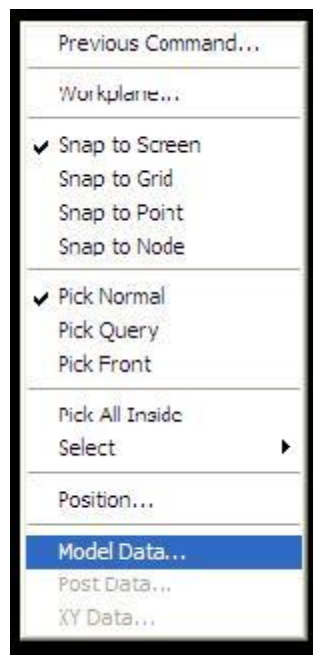 Previous Command...
Workplane...
Snap to Screen
Snap to Grid
Snap to Point
Snap to Node
Pick Normal
Pick Query
Pick Front
Pick All Inside
Select
Position...
Model Data...
Post Data...
XY Data...